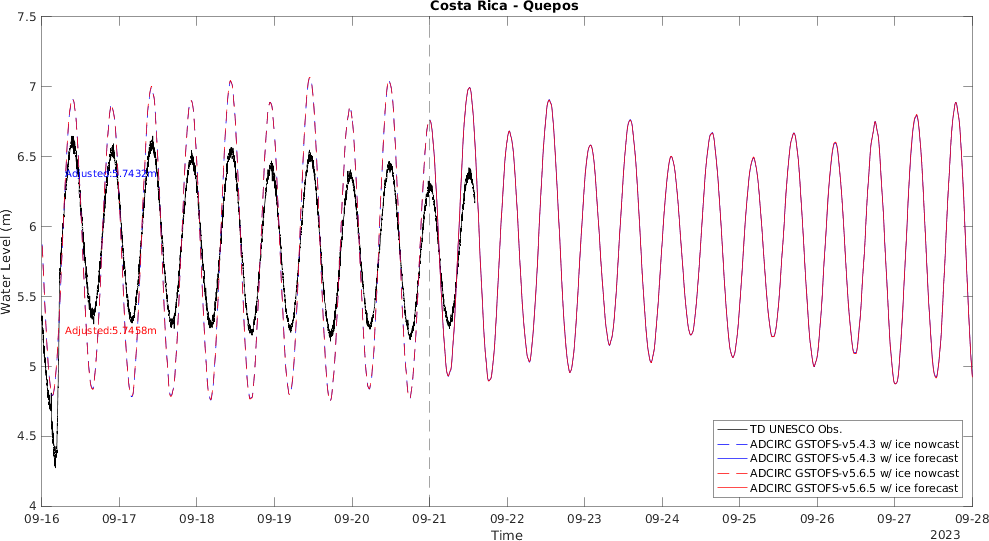 Costa Rica - Quepos
7.5
7
6.5
6
5.5
5
4.5
4
Water Level (m)
Adjusted:5.7432m
Adjusted:5.7458m
TD UNESCO Obs.
ADCIRC GSTOFS-v5.4.3 w/ ice nowcast
ADCIRC GSTOFS-v5.4.3 w/ ice forecast
ADCIRC GSTOFS-v5.6.5 w/ ice nowcast
ADCIRC GSTOFS-v5.6.5 w/ ice forecast
09-16 09-17 09-18 09-19 09-20 09-21 09-22 09-23 09-24 09-25 09-26 09-27 09-28
Time
2023